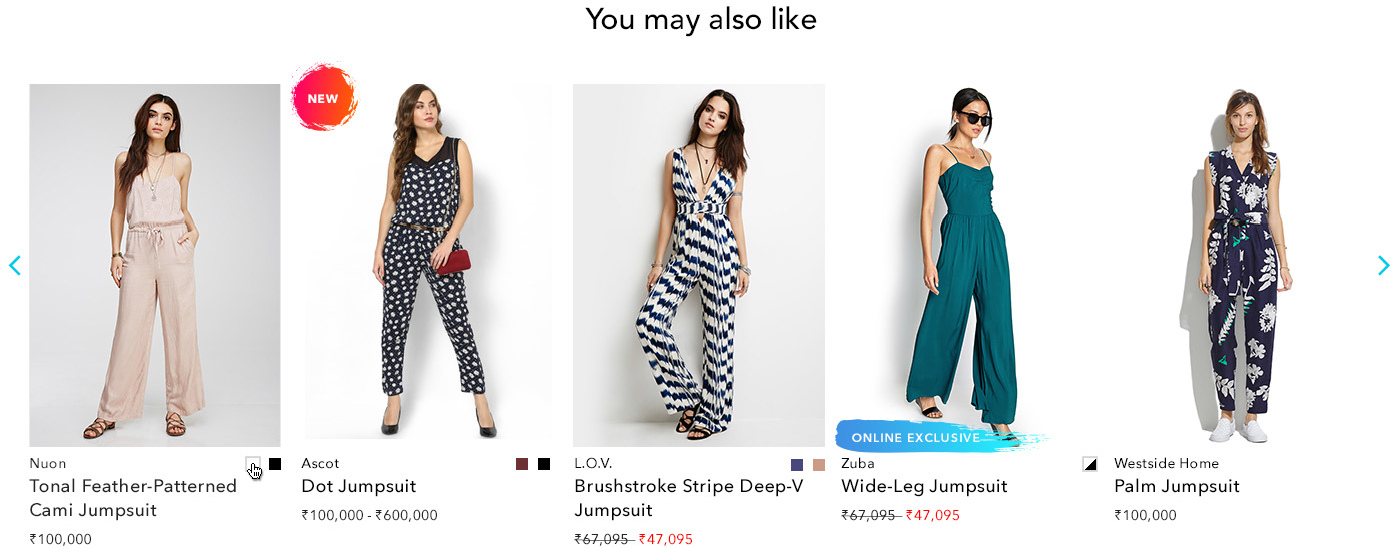 You may also like
NEW
ONLINE EXCLUSIVE
Nuon
Tonal Feather-Patterned
Cami Jumpsuit
₹100,000
Ascot
Dot Jumpsuit
₹100,000 - ₹600,000
L.O.V.
Brushstroke Stripe Deep-V
Jumpsuit
₹67,095 ₹47,095
Zuba
Wide-Leg Jumpsuit
₹67,095 ₹47,095
Westside Home
Palm Jumpsuit
₹100,000